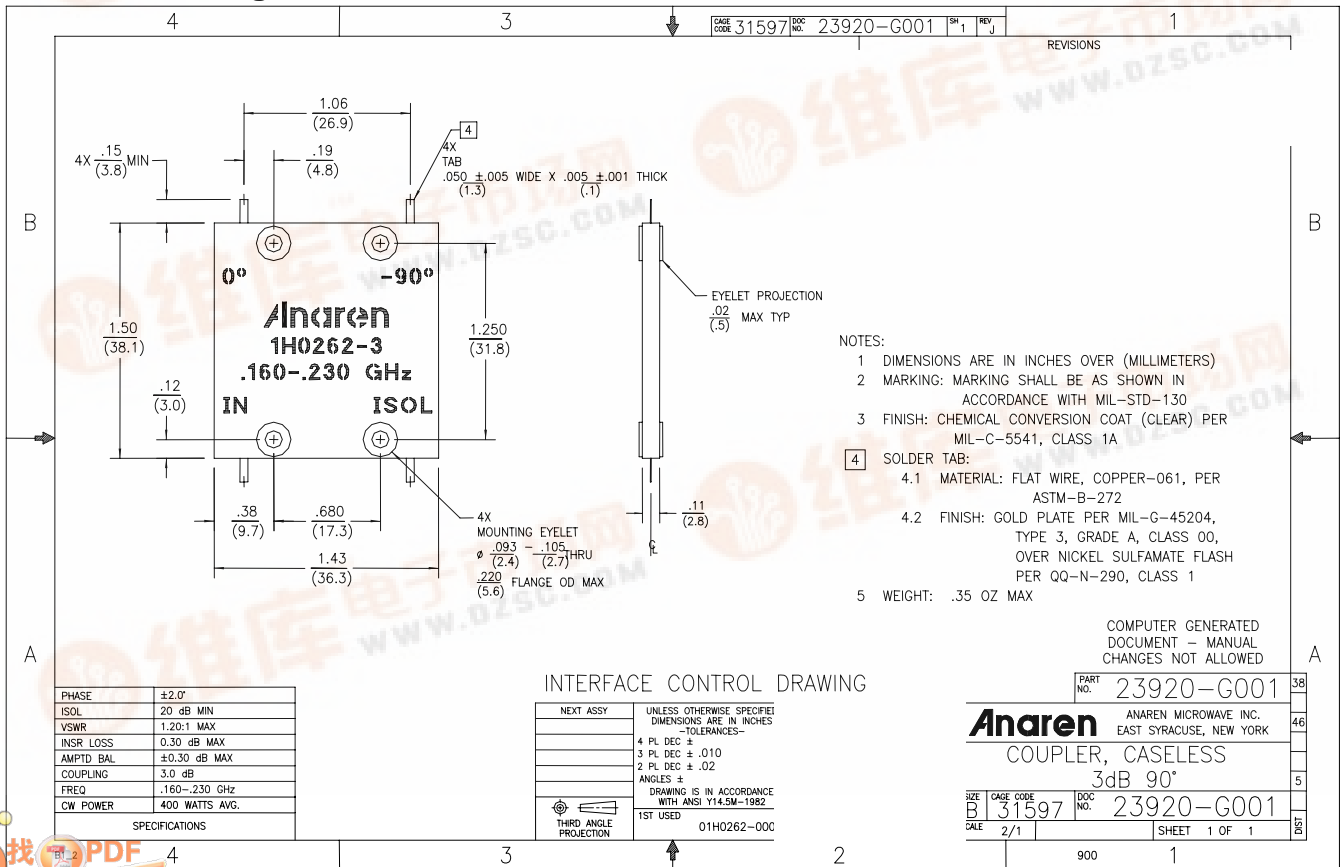 4
3
CAGE CODE 31597 DOC NO. 23920-G001 SH 1 REV J
1
REVISIONS
1.06
(26.9)
4
4X .15 MIN
(3.8)
.19
(4.8)
4X
TAB
.050 ±.005 WIDE X .005 ±.001 THICK
(1.3) (.1)
B
B
0° -90°
Anaren
1H0262-3
.160-.230 GHz
IN ISOL
1.50
(38.1)
.12
(3.0)
1.250
(31.8)
EYELET PROJECTION
.02 MAX TYP
(.5)
.38
(9.7)
.680
(17.3)
1.43
(36.3)
4X
MOUNTING EYELET
ø .093 - .105 THRU
(2.4) (2.7)
.220 FLANGE OD MAX
(5.6)
.11
(2.8)
NOTES:
1 DIMENSIONS ARE IN INCHES OVER (MILLIMETERS)
2 MARKING: MARKING SHALL BE AS SHOWN IN
ACCORDANCE WITH MIL-STD-130
3 FINISH: CHEMICAL CONVERSION COAT (CLEAR) PER
MIL-C-5541, CLASS 1A
4 SOLDER TAB:
4.1 MATERIAL: FLAT WIRE, COPPER-061, PER
ASTM-B-272
4.2 FINISH: GOLD PLATE PER MIL-G-45204,
TYPE 3, GRADE A, CLASS 00,
OVER NICKEL SULFAMATE FLASH
PER QQ-N-290, CLASS 1
5 WEIGHT: .35 OZ MAX
COMPUTER GENERATED
DOCUMENT - MANUAL
CHANGES NOT ALLOWED
A
A
PHASE ±2.0°
ISOL 20 dB MIN
VSWR 1.20:1 MAX
INSR LOSS 0.30 dB MAX
AMPTD BAL ±0.30 dB MAX
COUPLING 3.0 dB
FREQ .160-.230 GHz
CW POWER 400 WATTS AVG.
SPECIFICATIONS
INTERFACE CONTROL DRAWING
NEXT ASSY
THIRD ANGLE
PROJECTION
UNLESS OTHERWISE SPECIFIED
DIMENSIONS ARE IN INCHES
-TOLERANCES-
4 PL DEC ±
3 PL DEC ± .010
2 PL DEC ± .02
ANGLES ±
DRAWING IS IN ACCORDANCE
WITH ANSI Y14.5M-1982
1ST USED
01H0262-000
PART NO. 23920-G001
38
Anaren
ANAREN MICROWAVE INC.
EAST SYRACUSE, NEW YORK
46
COUPLER, CASELESS
3dB 90°
5
SIZE B CAGE CODE 31597 DOC NO. 23920-G001
SCALE 2/1 SHEET 1 OF 1
DIST
4
3
2
900
1
维库电子市场网
WWW.DZSC.COM
找 PDF